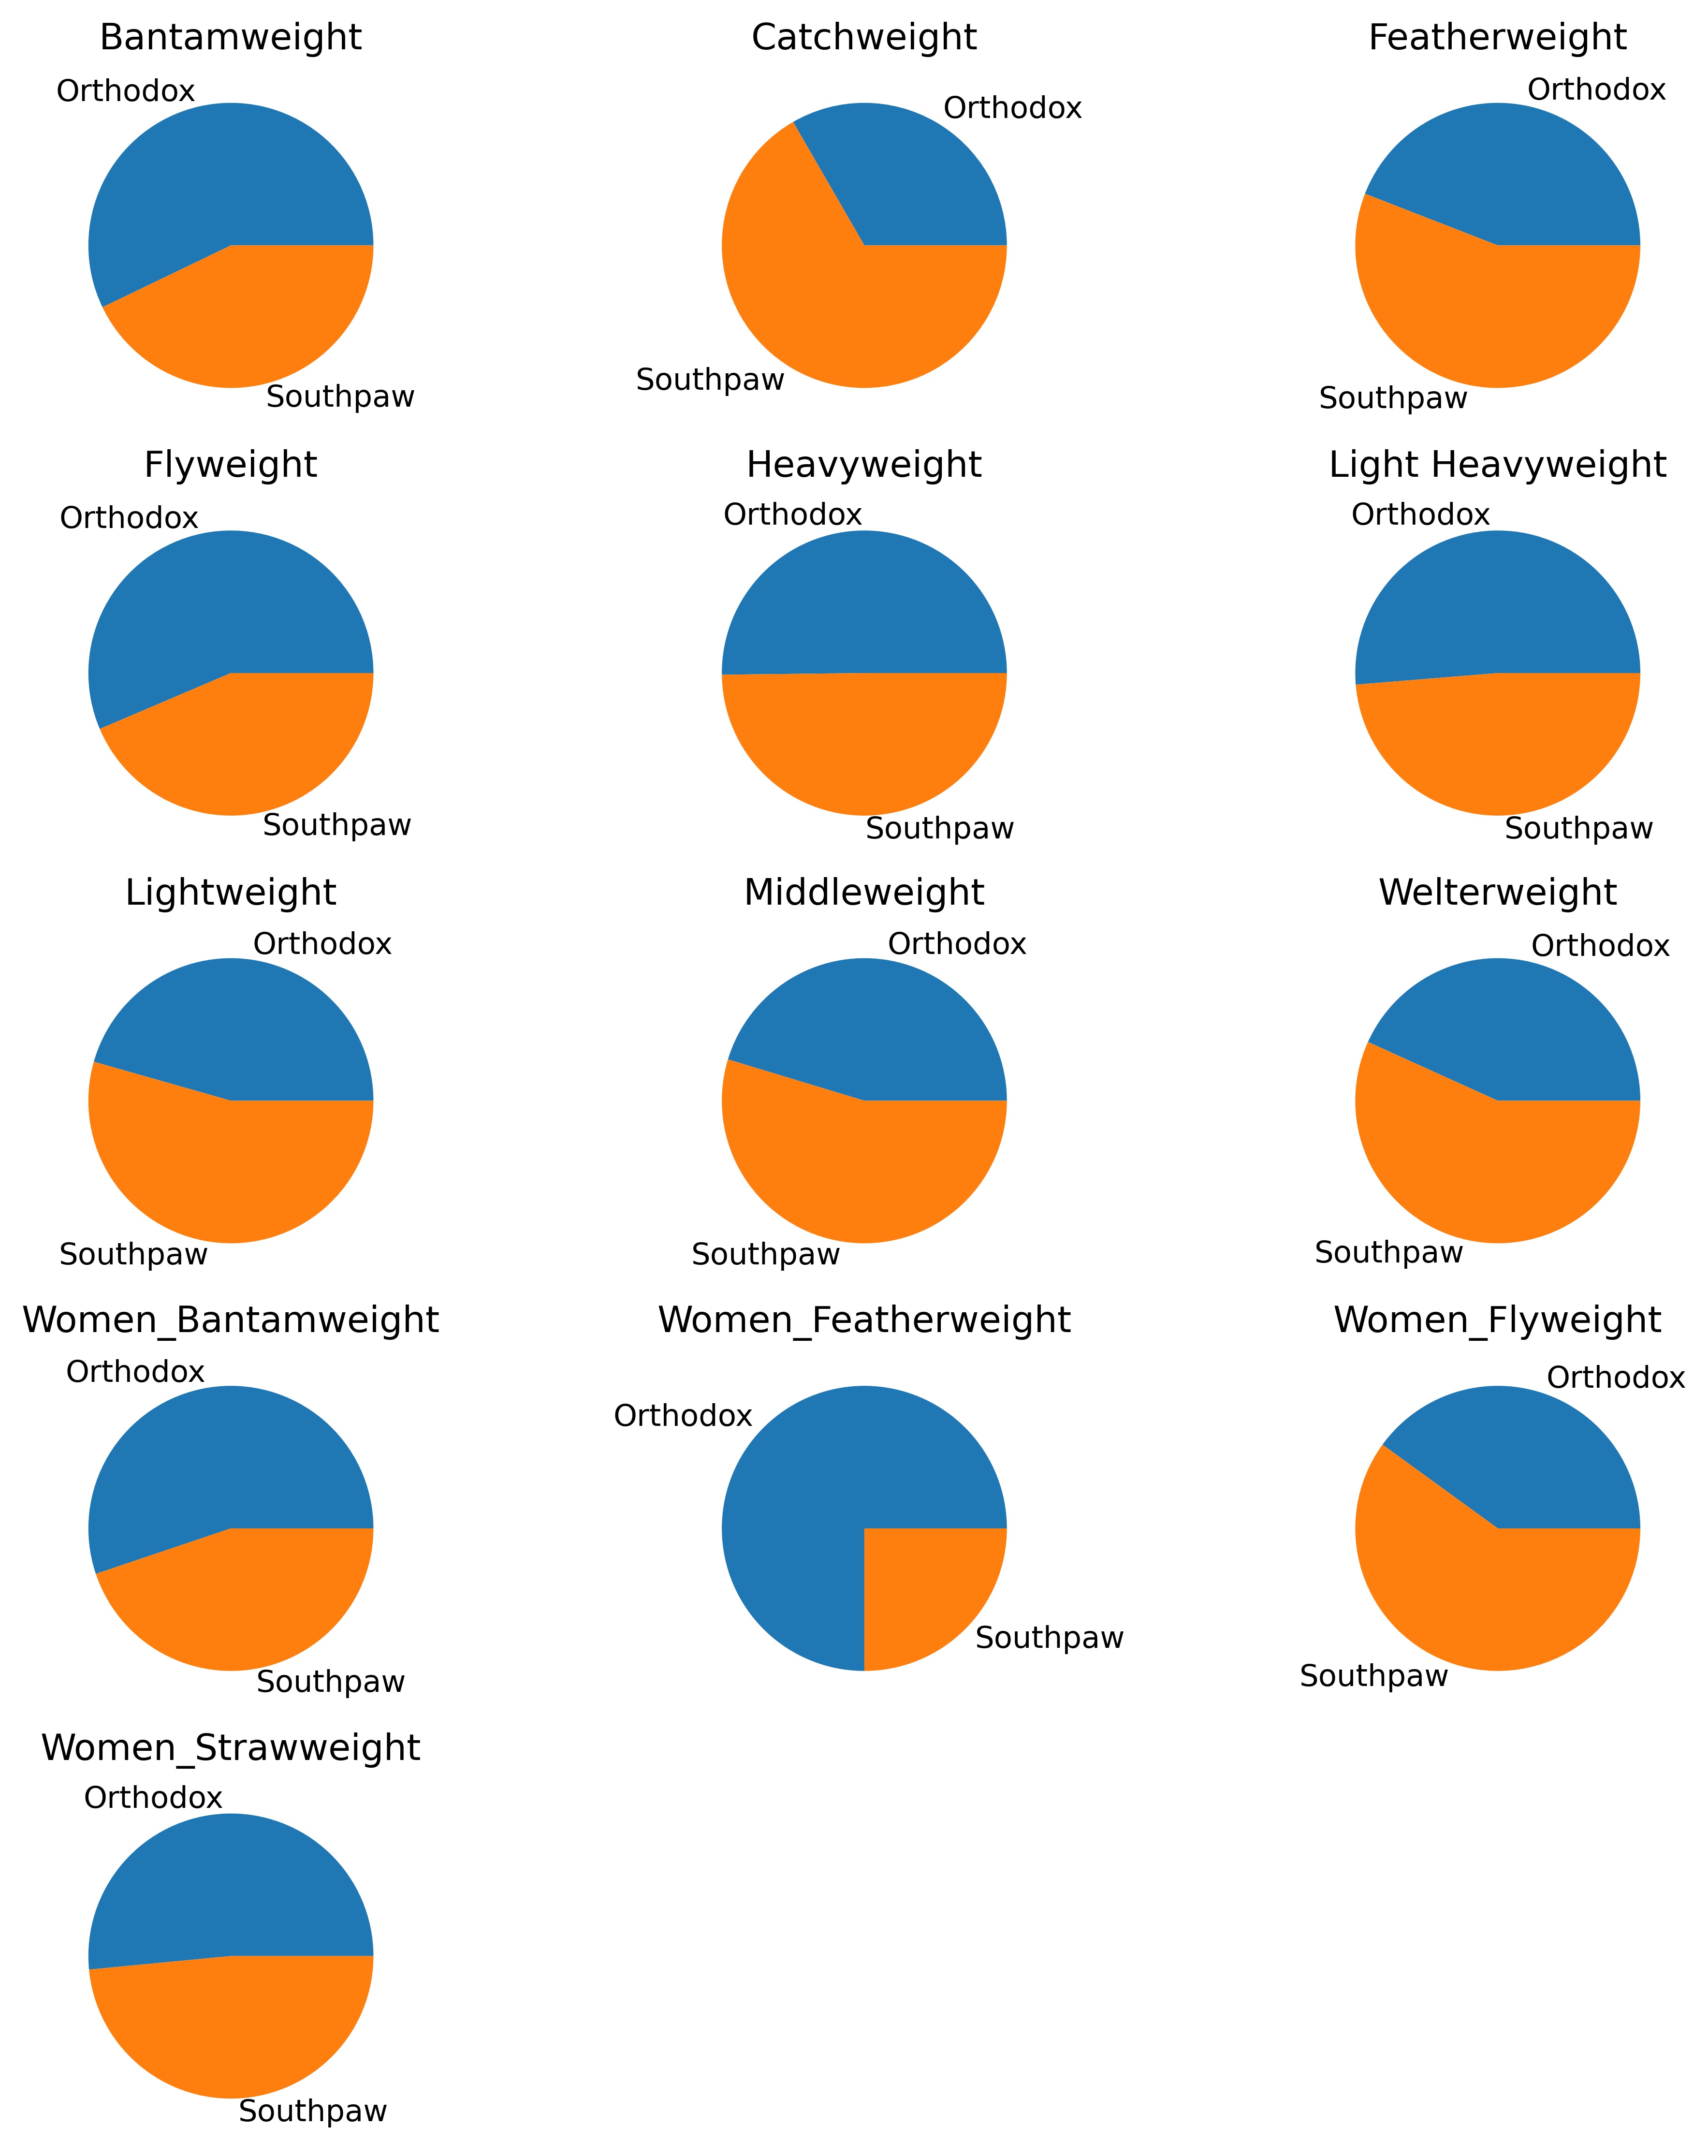 Bantamweight
Orthodox
Southpaw
Catchweight
Orthodox
Southpaw
Featherweight
Orthodox
Southpaw
Flyweight
Orthodox
Southpaw
Heavyweight
Orthodox
Southpaw
Light Heavyweight
Orthodox
Southpaw
Lightweight
Orthodox
Southpaw
Middleweight
Orthodox
Southpaw
Welterweight
Orthodox
Southpaw
Women_Bantamweight
Orthodox
Southpaw
Women_Featherweight
Orthodox
Southpaw
Women_Flyweight
Orthodox
Southpaw
Women_Strawweight
Orthodox
Southpaw